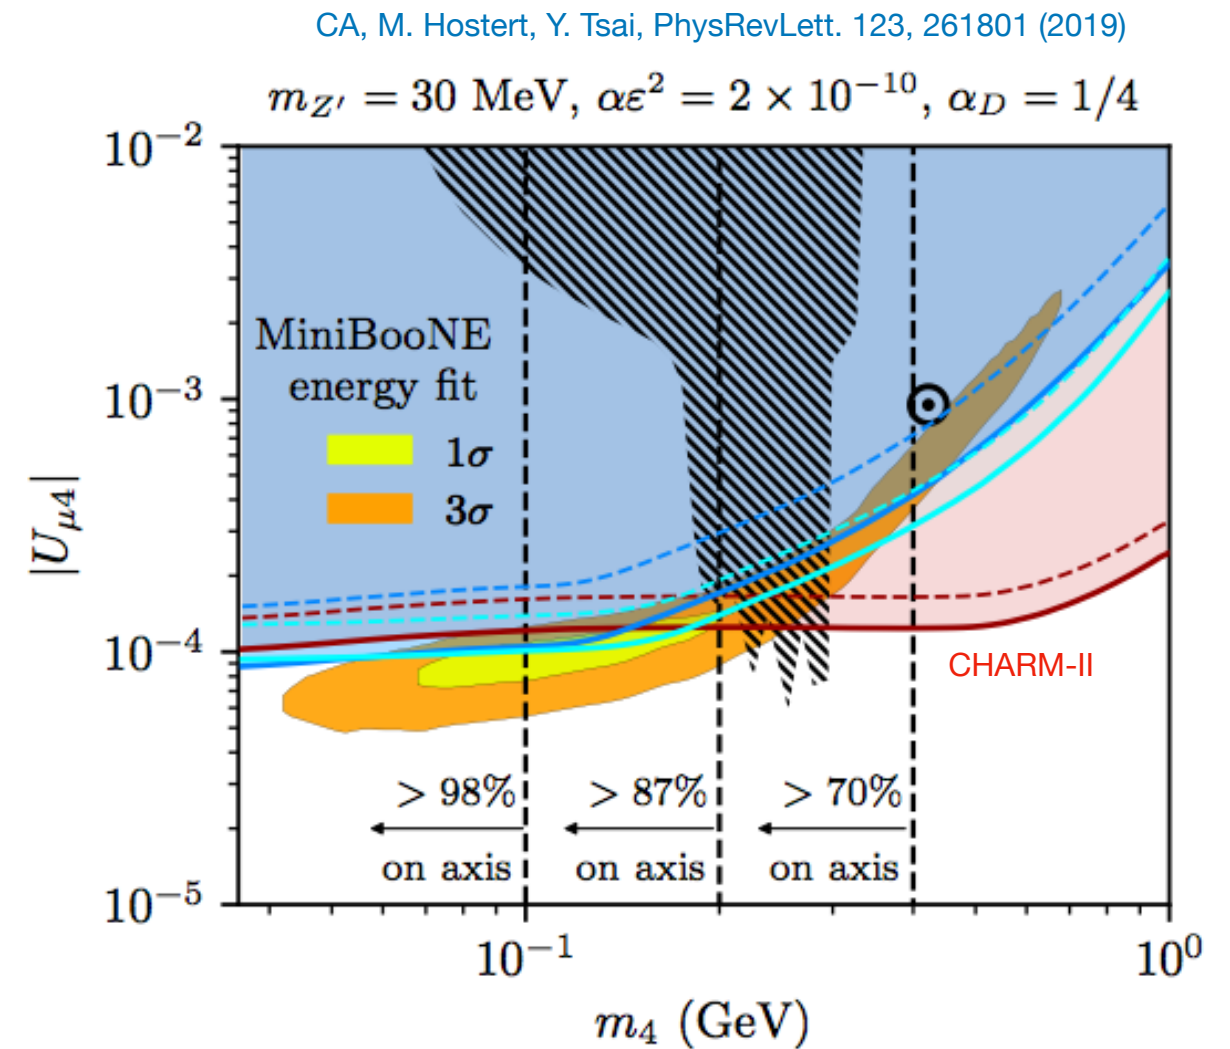 CA, M. Hostert, Y. Tsai, PhysRevLett. 123, 261801 (2019)
m_{Z'} = 30 MeV, αε² = 2 × 10⁻¹⁰, α_D = 1/4
10⁻²
10⁻³
10⁻⁴
10⁻⁵
|U_{μ4}|
MiniBooNE
energy fit
1σ
3σ
CHARM-II
> 98%
on axis
> 87%
on axis
> 70%
on axis
10⁻¹
10⁰
m₄ (GeV)